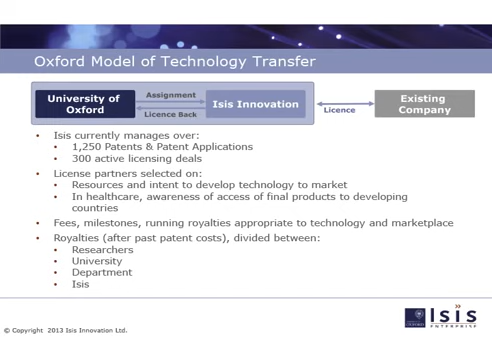 Oxford Model of Technology Transfer
University of
Oxford
Assignment
Licence Back
Isis Innovation
Licence
Existing
Company
• Isis currently manages over:
• 1,250 Patents & Patent Applications
• 300 active licensing deals
• License partners selected on:
• Resources and intent to develop technology to market
• In healthcare, awareness of access of final products to developing
countries
• Fees, milestones, running royalties appropriate to technology and marketplace
• Royalties (after past patent costs), divided between:
• Researchers
• University
• Department
• Isis
Isis
ENTERPRISE
© Copyright 2013 Isis Innovation Ltd.